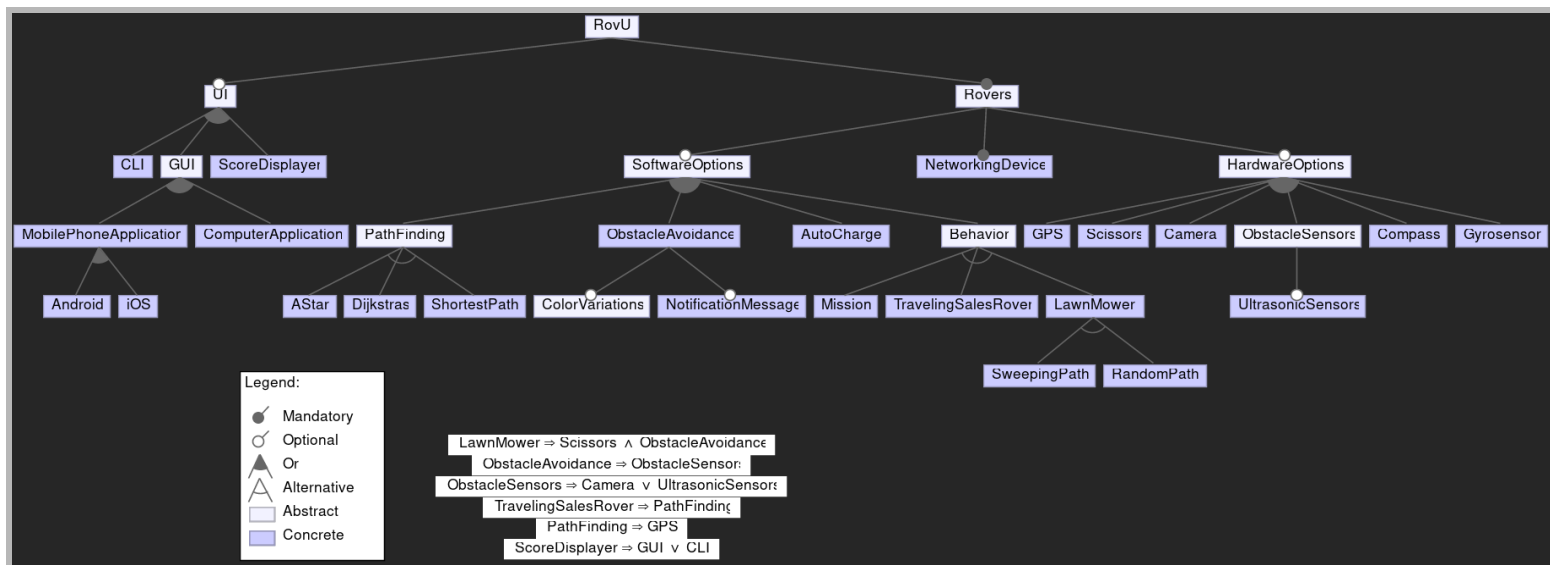 RovU
UI
Rovers
CLI
GUI
ScoreDisplayer
SoftwareOptions
NetworkingDevice
HardwareOptions
MobilePhoneApplication
ComputerApplication
PathFinding
ObstacleAvoidance
AutoCharge
Behavior
GPS
Scissors
Camera
ObstacleSensors
Compass
Gyrosensor
Android
iOS
AStar
Dijkstras
ShortestPath
ColorVariations
NotificationMessage
Mission
TravelingSalesRover
LawnMower
UltrasonicSensors
SweepingPath
RandomPath
Legend:
Mandatory
Optional
Or
Alternative
Abstract
Concrete
LawnMower ⇒ Scissors ∧ ObstacleAvoidance
ObstacleAvoidance ⇒ ObstacleSensors
ObstacleSensors ⇒ Camera ∨ UltrasonicSensors
TravelingSalesRover ⇒ PathFinding
PathFinding ⇒ GPS
ScoreDisplayer ⇒ GUI ∨ CLI